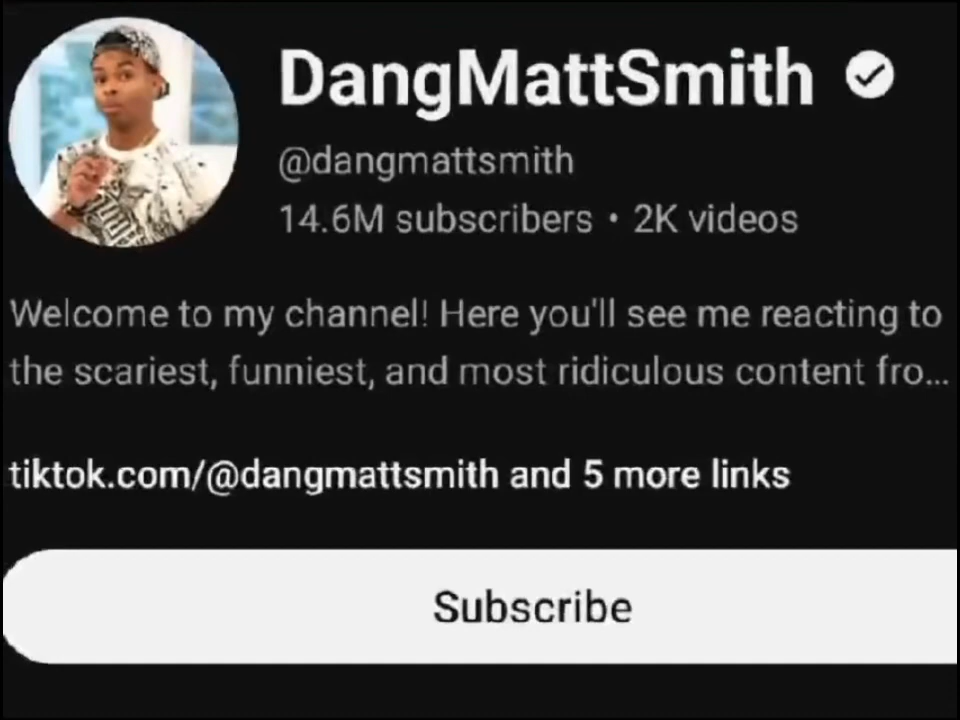 DangMattSmith
@dangmattsmith
14.6M subscribers • 2K videos
Welcome to my channel! Here you'll see me reacting to
the scariest, funniest, and most ridiculous content fro...
tiktok.com/@dangmattsmith and 5 more links
Subscribe